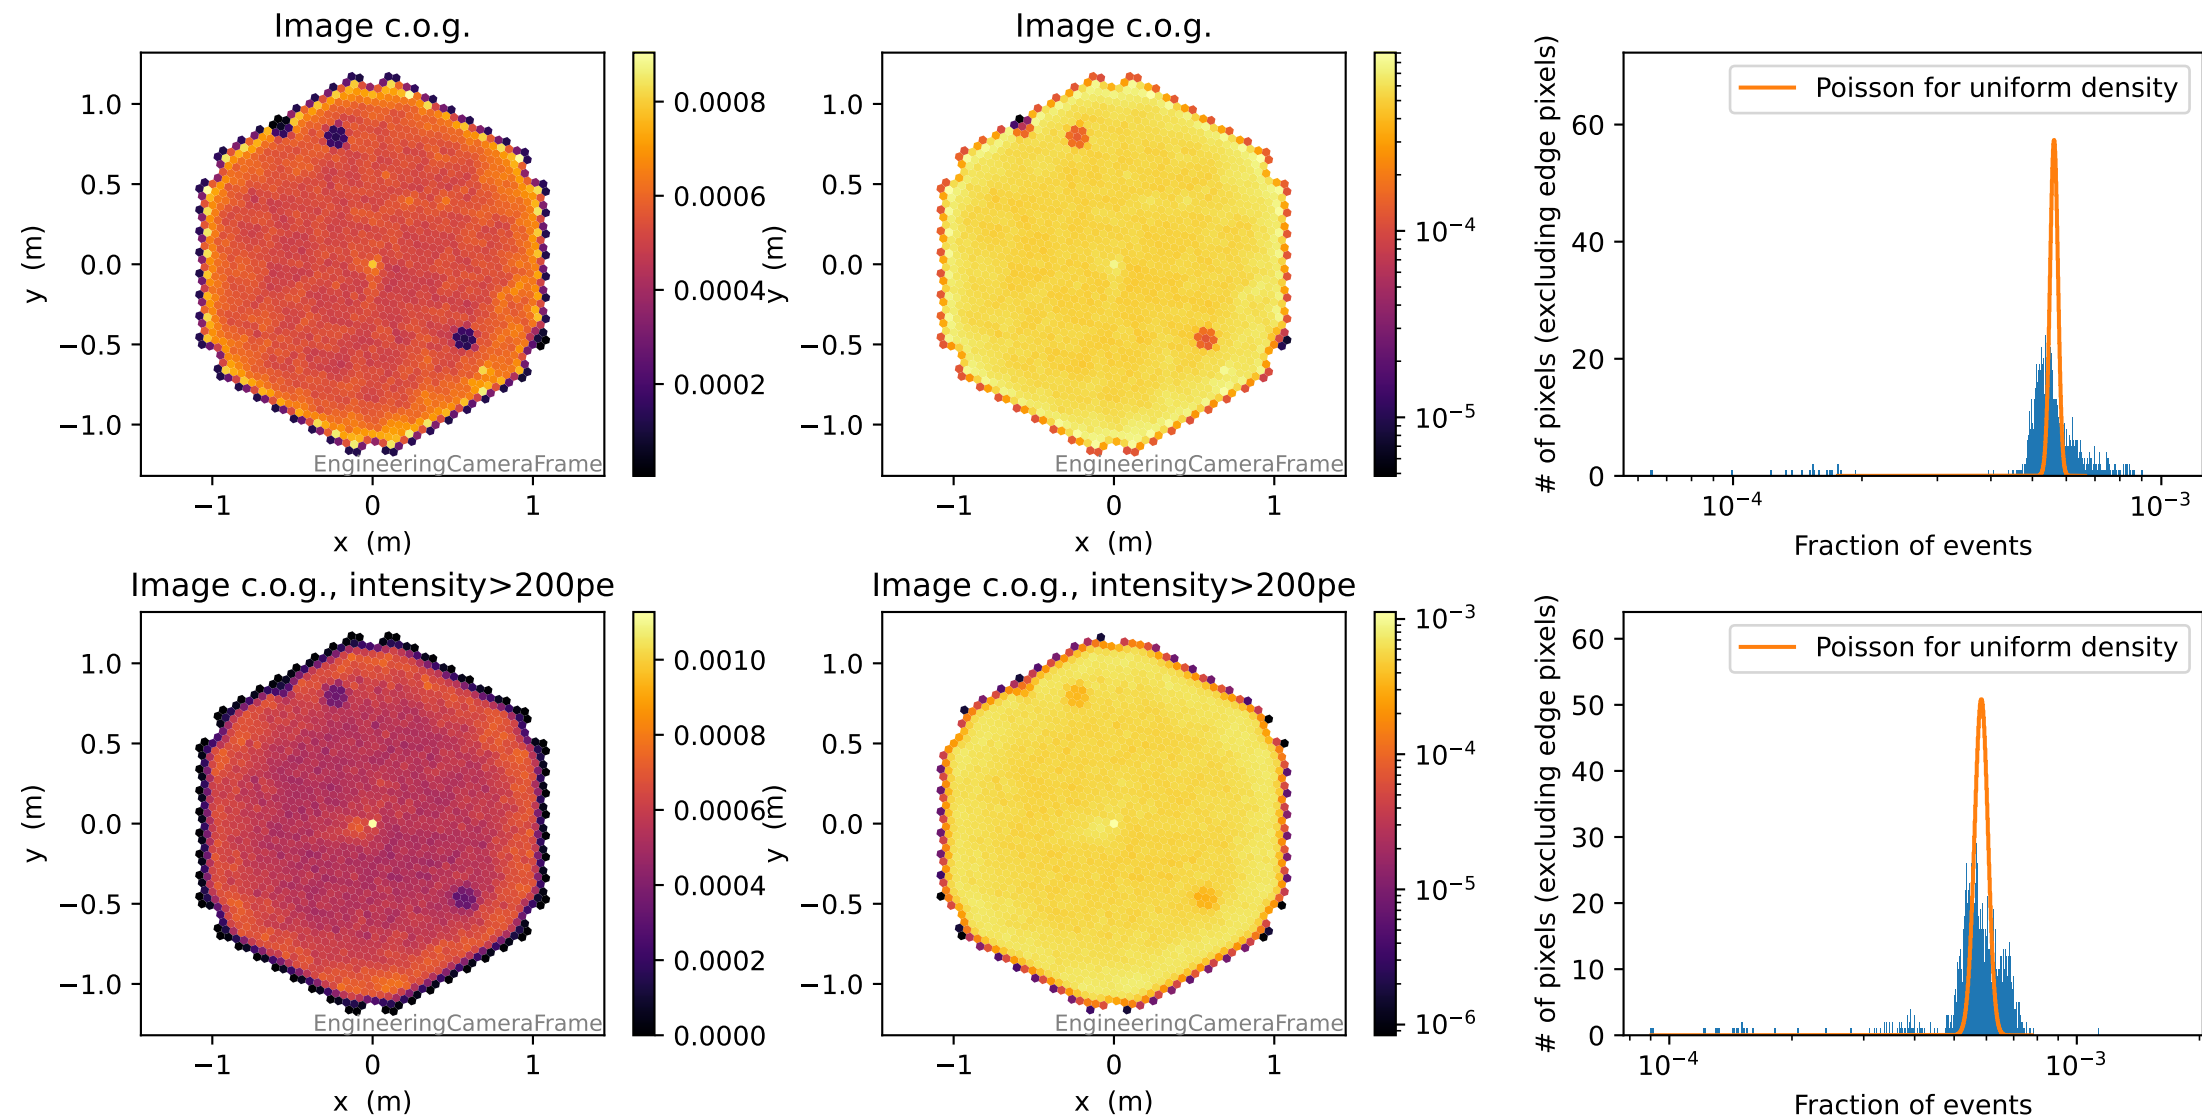 Image c.o.g.
y (m)
1.0
0.5
0.0
−0.5
−1.0
−1
0
1
x (m)
EngineeringCameraFrame
0.0008
0.0006
0.0004
0.0002
Image c.o.g.
y (m)
1.0
0.5
0.0
−0.5
−1.0
−1
0
1
x (m)
EngineeringCameraFrame
10⁻⁴
10⁻⁵
# of pixels (excluding edge pixels)
60
40
20
0
Poisson for uniform density
10⁻⁴
10⁻³
Fraction of events
Image c.o.g., intensity>200pe
y (m)
1.0
0.5
0.0
−0.5
−1.0
−1
0
1
x (m)
EngineeringCameraFrame
0.0010
0.0008
0.0006
0.0004
0.0002
0.0000
Image c.o.g., intensity>200pe
y (m)
1.0
0.5
0.0
−0.5
−1.0
−1
0
1
x (m)
EngineeringCameraFrame
10⁻³
10⁻⁴
10⁻⁵
10⁻⁶
# of pixels (excluding edge pixels)
60
50
40
30
20
10
0
Poisson for uniform density
10⁻⁴
10⁻³
Fraction of events